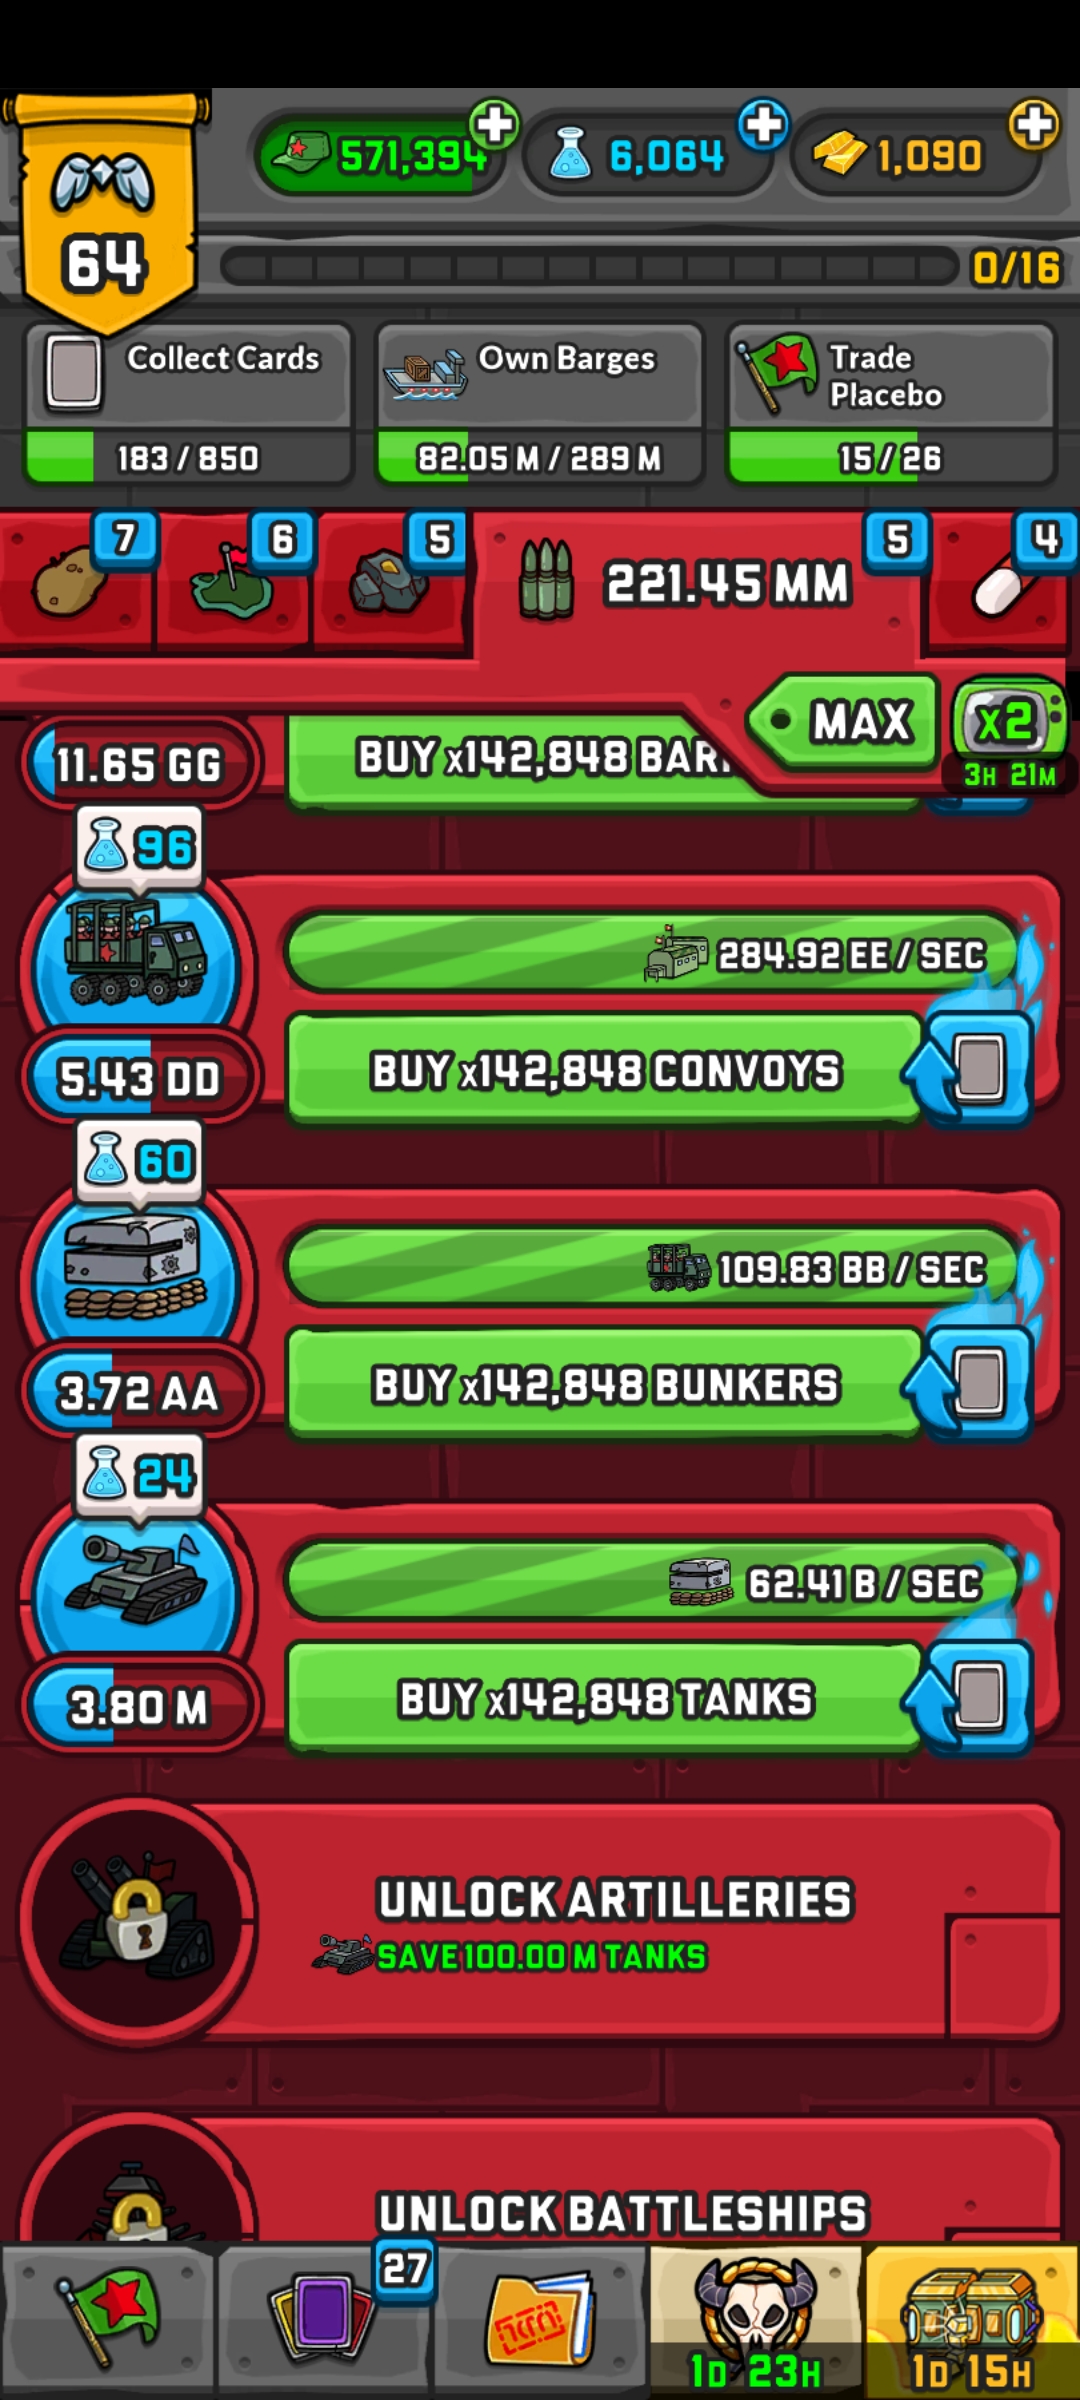 64
571,394
6,064
1,090
0/16
Collect Cards
183 / 850
Own Barges
82.05 M / 289 M
Trade
Placebo
15 / 26
7
6
5
221.45 MM
5
4
MAX
x2
3H 21M
11.65 GG
BUY x142,848 BAR
96
284.92 EE / SEC
5.43 DD
BUY x142,848 CONVOYS
60
109.83 BB / SEC
3.72 AA
BUY x142,848 BUNKERS
24
62.41 B / SEC
3.80 M
BUY x142,848 TANKS
UNLOCK ARTILLERIES
SAVE 100.00 M TANKS
UNLOCK BATTLESHIPS
27
1D 23H
1D 15H